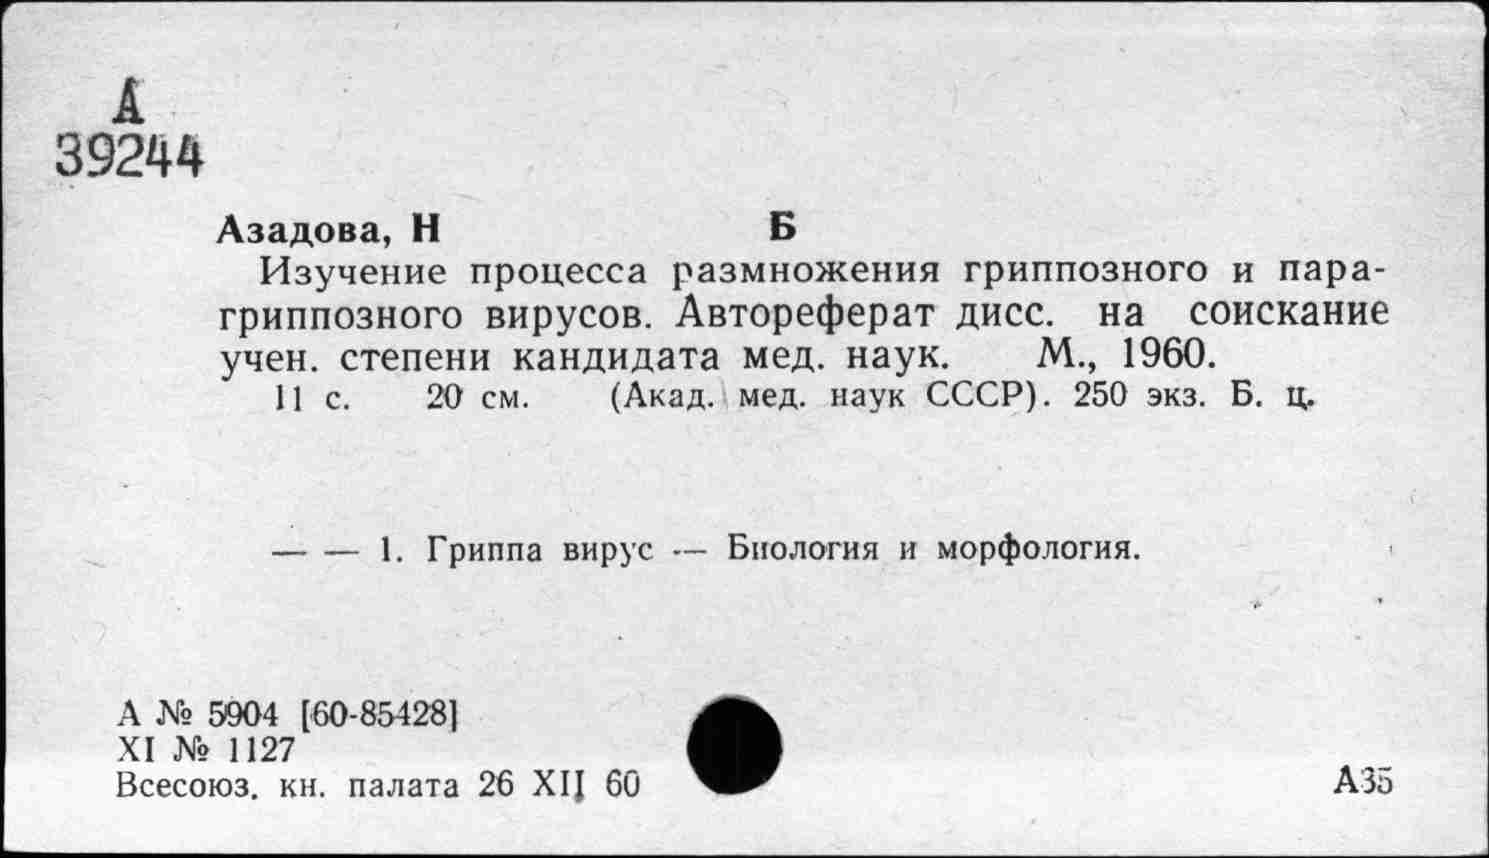 А
39244
Азадова, Н Б
Изучение процесса размножения гриппозного и пара-
гриппозного вирусов. Автореферат дисс. на соискание
учен. степени кандидата мед. наук. М., 1960.
11 с. 20 см. (Акад. мед. наук СССР). 250 экз. Б. ц.
— — 1. Гриппа вирус — Биология и морфология.
А № 5904 [60-85428]
XI № 1127
Всесоюз. кн. палата 26 XII 60
А35